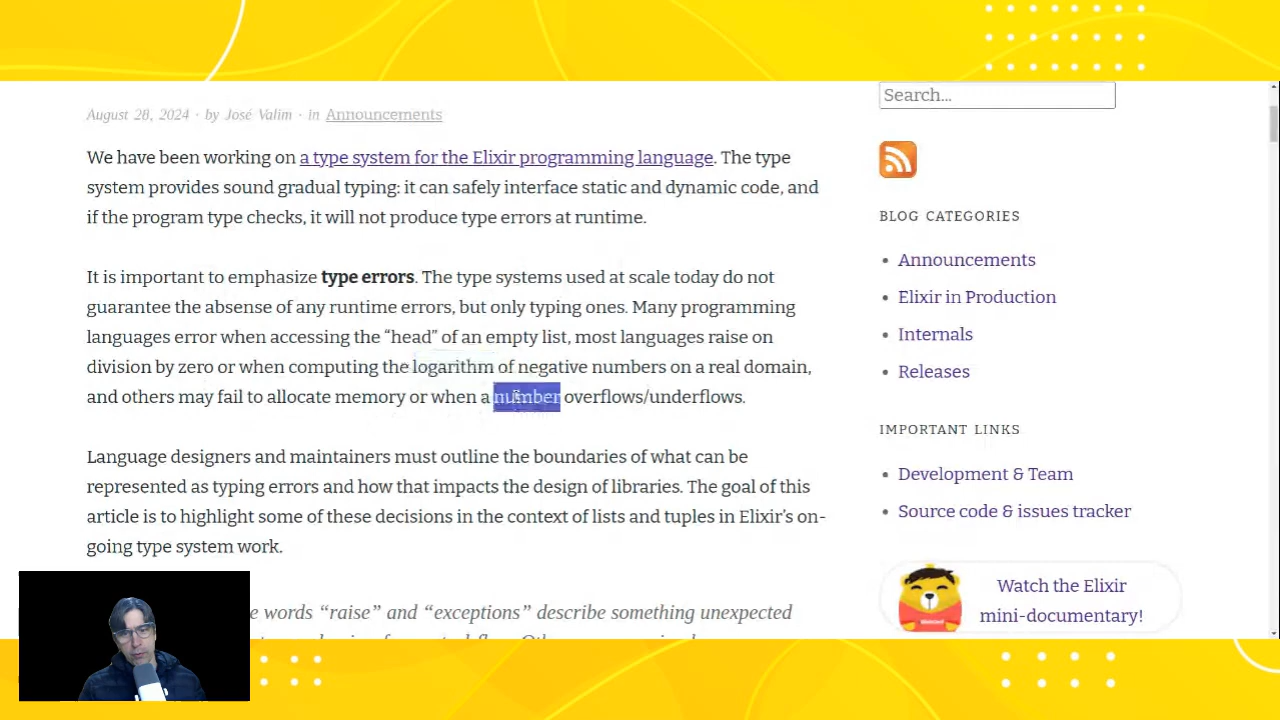 August 28, 2024 · by José Valim · in Announcements
We have been working on a type system for the Elixir programming language. The type
system provides sound gradual typing: it can safely interface static and dynamic code, and
if the program type checks, it will not produce type errors at runtime.
It is important to emphasize type errors. The type systems used at scale today do not
guarantee the absense of any runtime errors, but only typing ones. Many programming
languages error when accessing the “head” of an empty list, most languages raise on
division by zero or when computing the logarithm of negative numbers on a real domain,
and others may fail to allocate memory or when a number overflows/underflows.
Language designers and maintainers must outline the boundaries of what can be
represented as typing errors and how that impacts the design of libraries. The goal of this
article is to highlight some of these decisions in the context of lists and tuples in Elixir’s on-
going type system work.
words “raise” and “exceptions” describe something unexpected
Search...
BLOG CATEGORIES
• Announcements
• Elixir in Production
• Internals
• Releases
IMPORTANT LINKS
• Development & Team
• Source code & issues tracker
Watch the Elixir
mini-documentary!